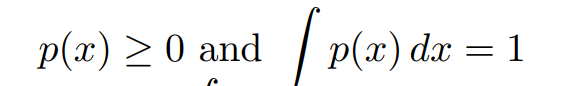 p(x) ≥ 0 and ∫ p(x) dx = 1